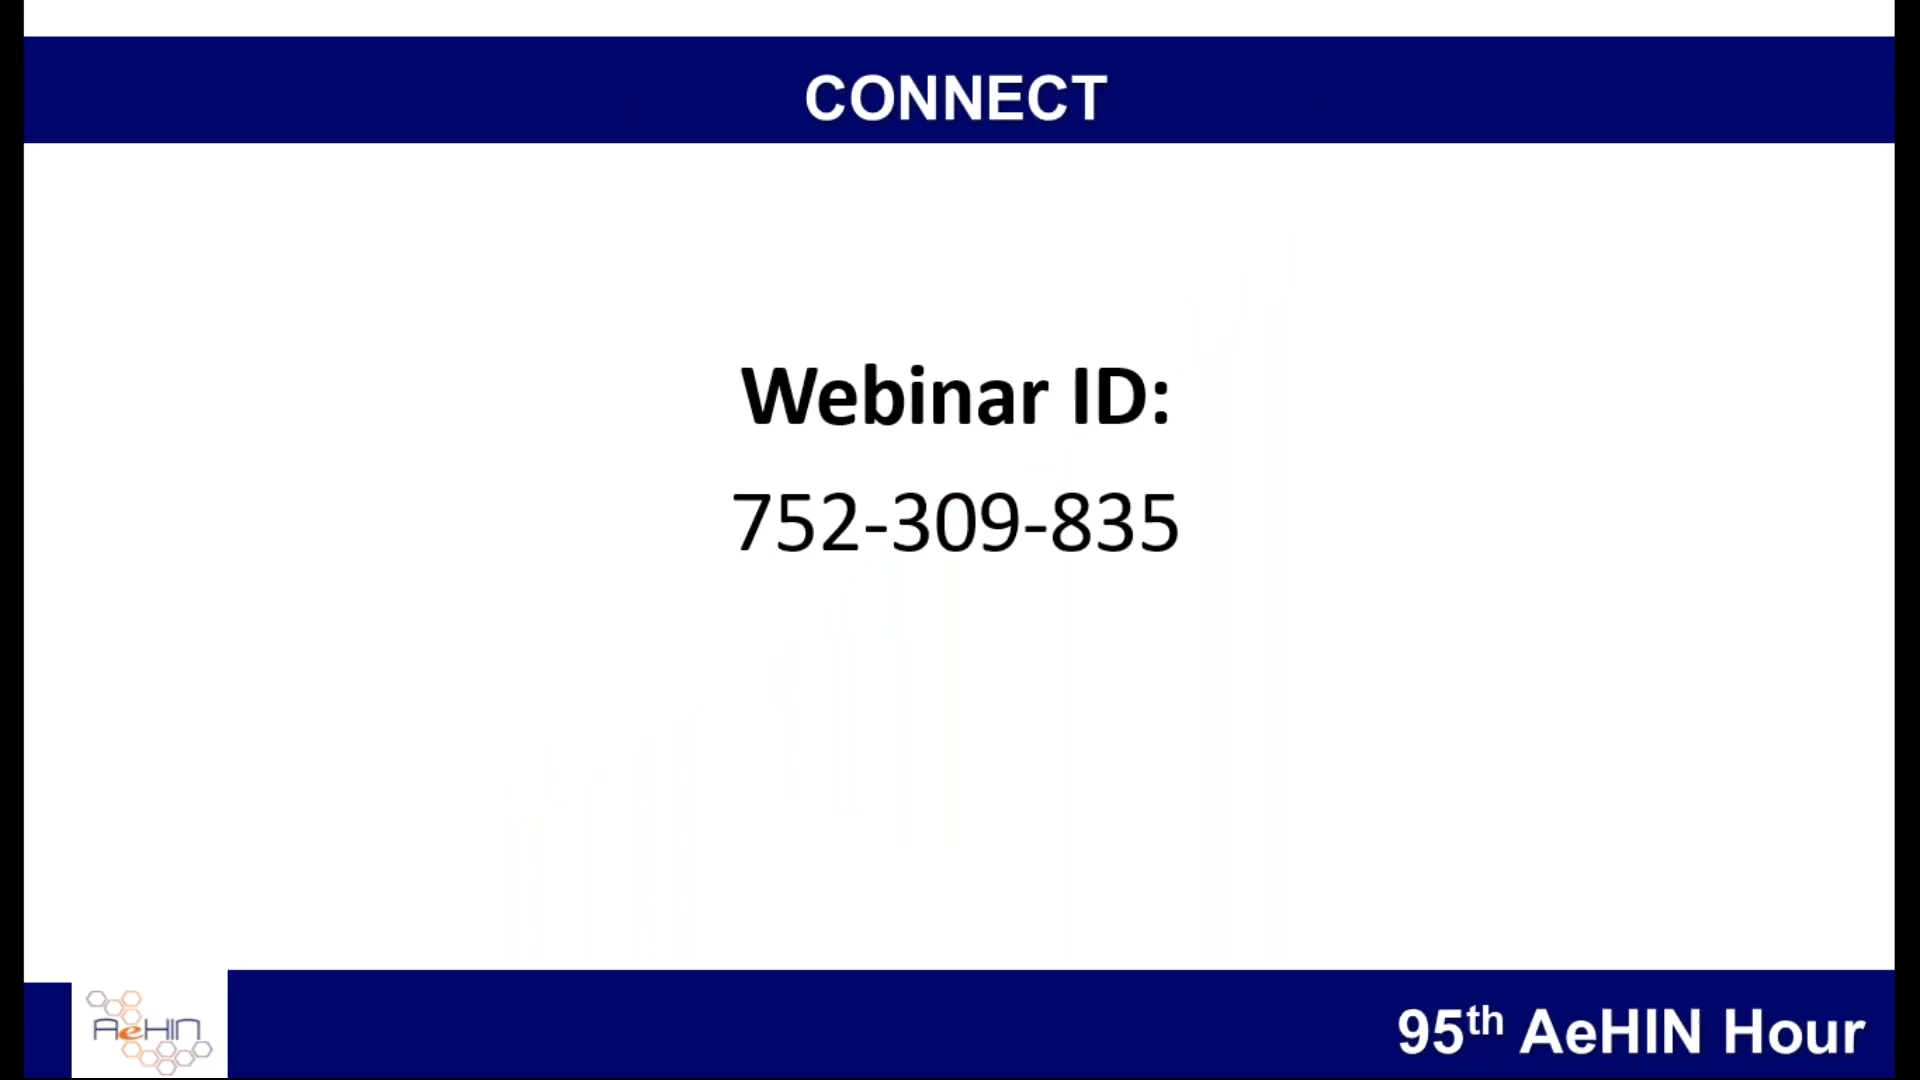 CONNECT
Webinar ID:
752-309-835
AeHIN
95th AeHIN Hour